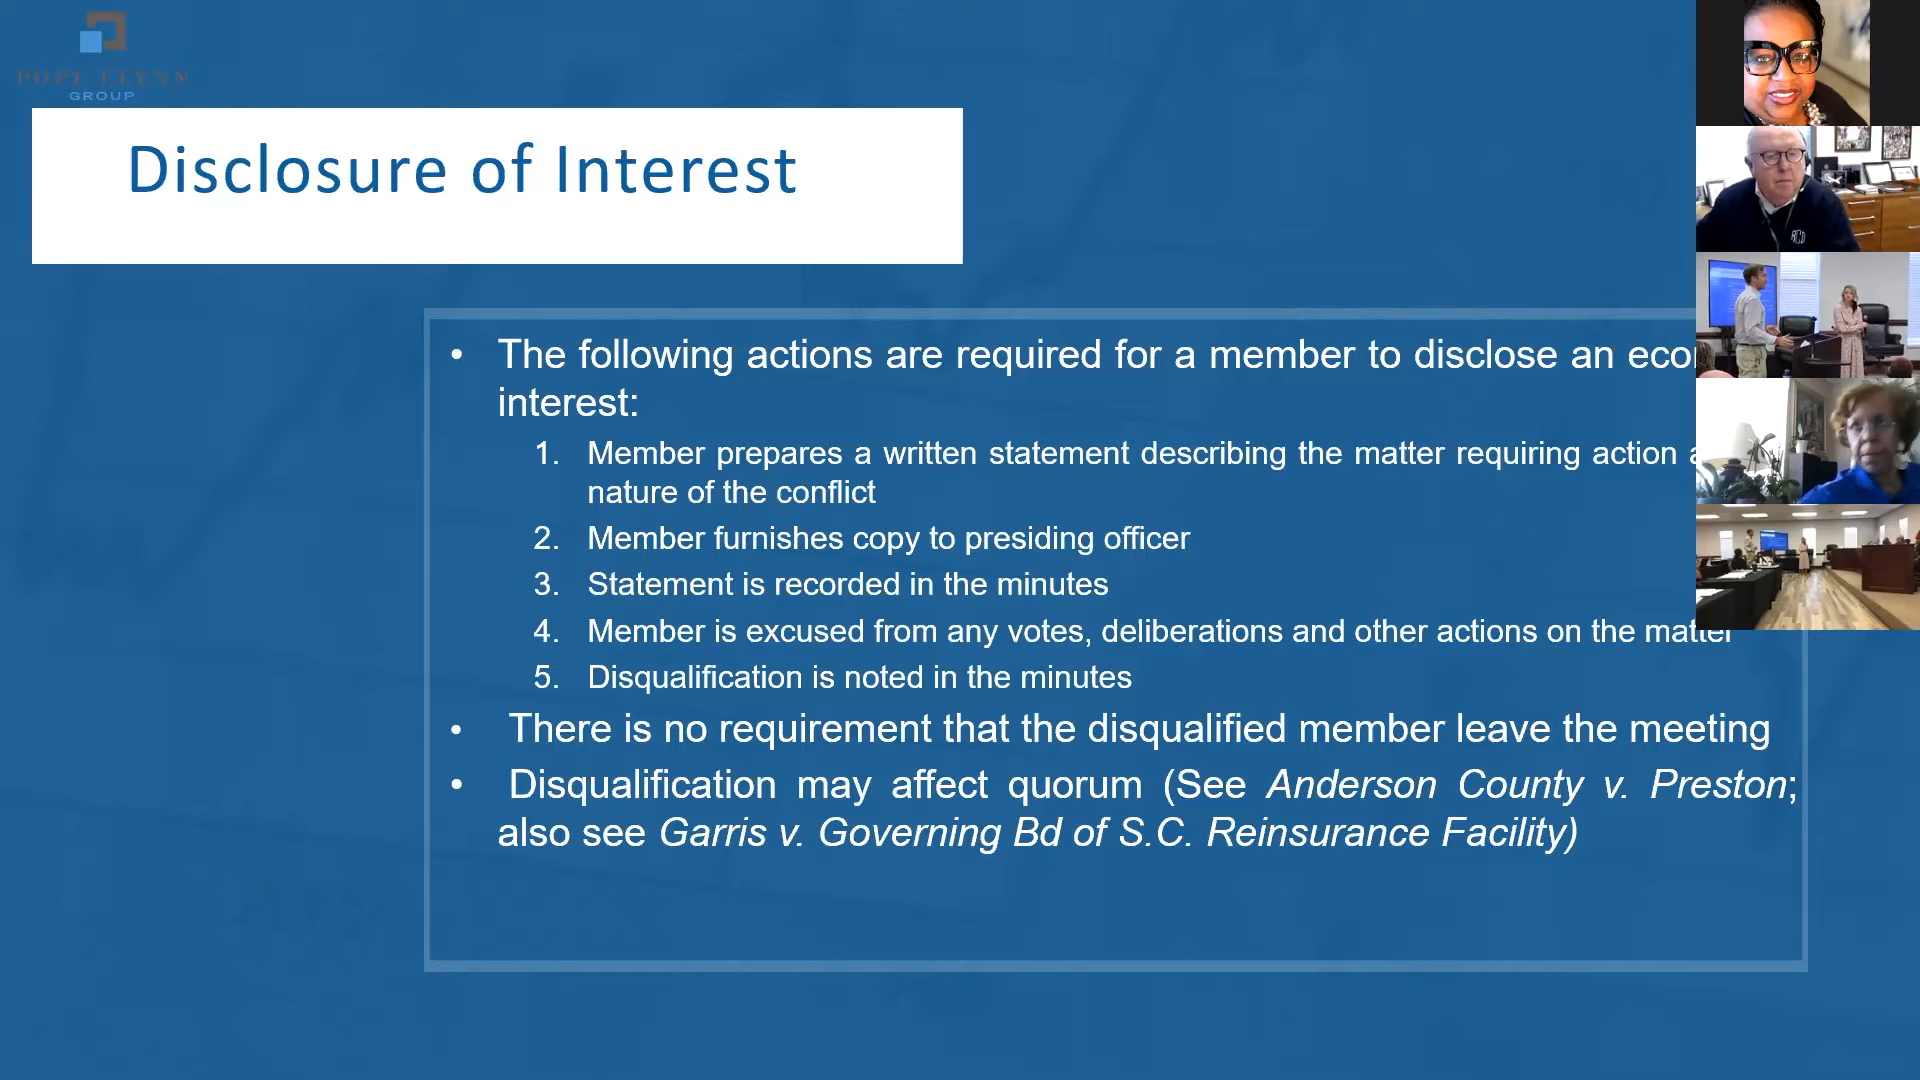 POPE FLYNN
GROUP
Disclosure of Interest
• The following actions are required for a member to disclose an eco
interest:
1. Member prepares a written statement describing the matter requiring action a
nature of the conflict
2. Member furnishes copy to presiding officer
3. Statement is recorded in the minutes
4. Member is excused from any votes, deliberations and other actions on the matter
5. Disqualification is noted in the minutes
• There is no requirement that the disqualified member leave the meeting
• Disqualification may affect quorum (See Anderson County v. Preston;
also see Garris v. Governing Bd of S.C. Reinsurance Facility)